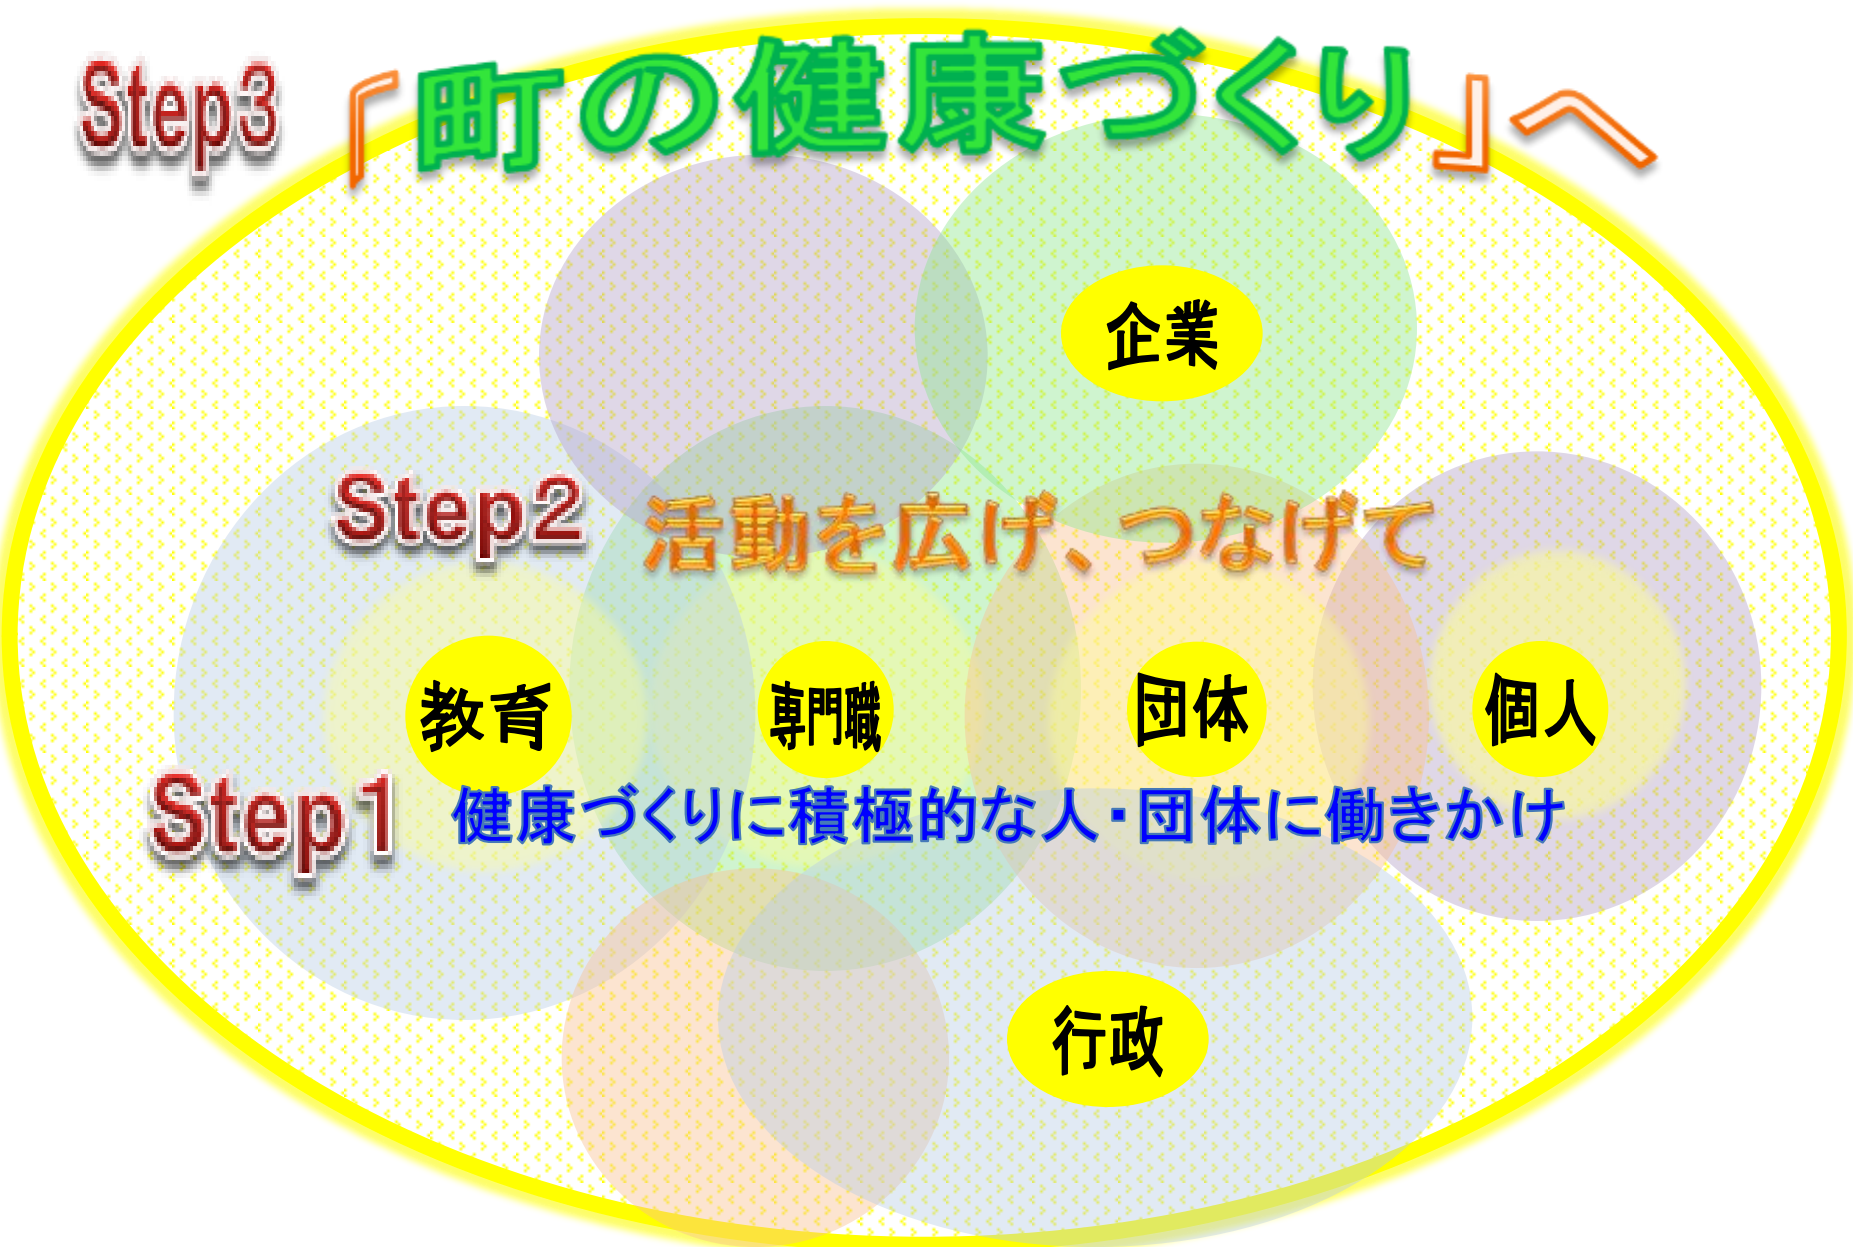 Step3 「町の健康づくり」へ
企業
Step2 活動を広げ、つなげて
教育 専門職 団体 個人
Step1 健康づくりに積極的な人・団体に働きかけ
行政